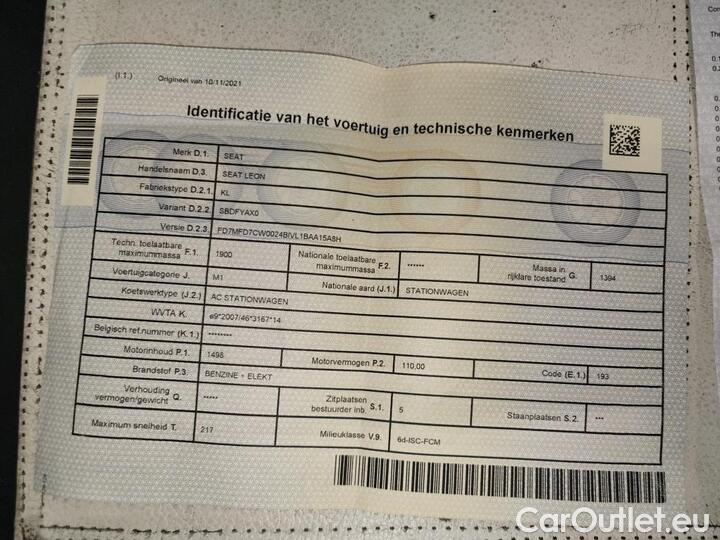 (I.1.) Origineel van 10/11/2021
Identificatie van het voertuig en technische kenmerken
Merk D.1. SEAT
Handelsnaam D.3. SEAT LEON
Fabriekstype D.2.1. KL
Variant D.2.2 SBDFYAX0
Versie D.2.3. FD7MFD7CW0024BIVL1BAA15A8H
Techn. toelaatbare maximummassa F.1. 1900 Nationale toelaatbare maximummassa F.2. ****** Massa in rijklare toestand G. 1394
Voertuigcategorie J. M1 Nationale aard (J.1.) STATIONWAGEN
Koetswerktype (J.2.) AC STATIONWAGEN
WVTA K. e9*2007/46*3167*14
Belgisch ref.nummer (K.1.) ********
Motorinhoud P.1. 1498 Motorvermogen P.2. 110,00 Code (E.1.) 193
Brandstof P.3. BENZINE + ELEKT
Verhouding vermogen/gewicht Q. ***** Zitplaatsen bestuurder inb. S.1. 5 Staanplaatsen S.2. ***
Maximum snelheid T. 217 Milieuklasse V.9. 6d-ISC-FCM
CarOutlet.eu